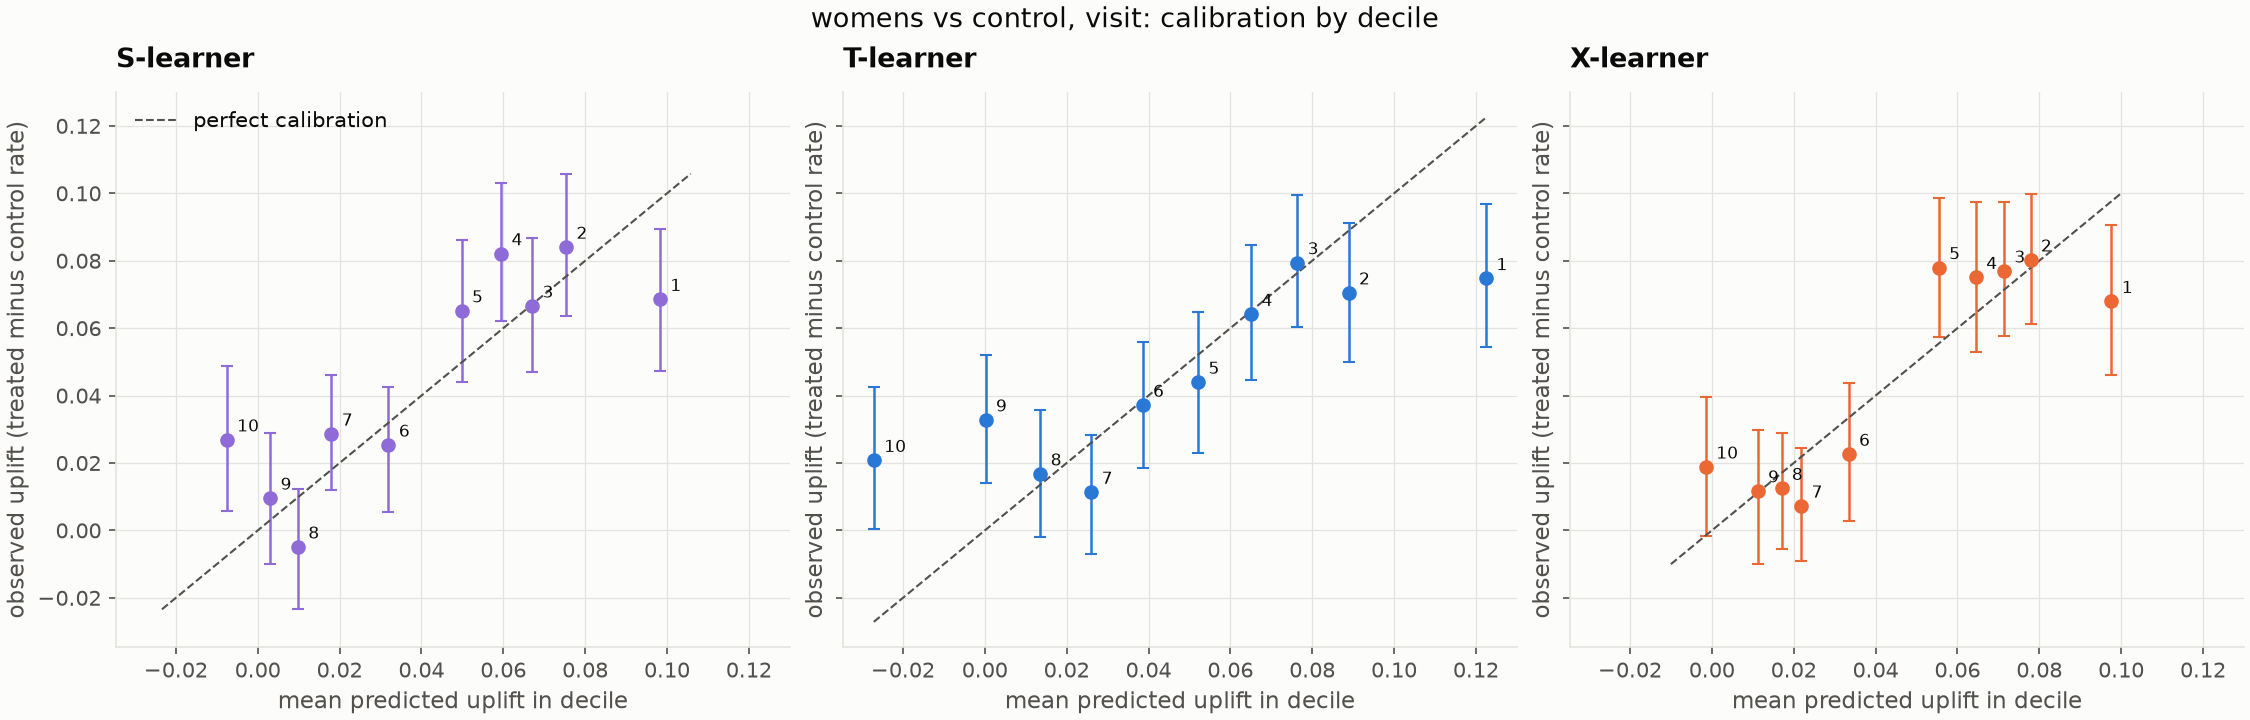 womens vs control, visit: calibration by decile
S-learner
perfect calibration
observed uplift (treated minus control rate)
0.12
0.10
0.08
0.06
0.04
0.02
0.00
−0.02
10
9
8
7
6
5
4
3
2
1
−0.02 0.00 0.02 0.04 0.06 0.08 0.10 0.12
mean predicted uplift in decile
T-learner
observed uplift (treated minus control rate)
10
9
8
7
6
5
4
3
2
1
−0.02 0.00 0.02 0.04 0.06 0.08 0.10 0.12
mean predicted uplift in decile
X-learner
observed uplift (treated minus control rate)
10
9
8
7
6
5
4
3
2
1
−0.02 0.00 0.02 0.04 0.06 0.08 0.10 0.12
mean predicted uplift in decile